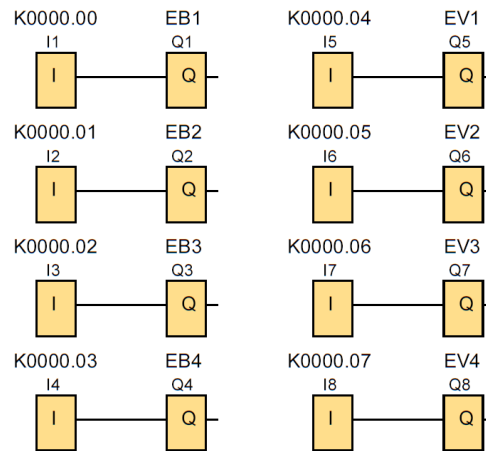 K0000.00 EB1 K0000.04 EV1
I1 Q1 I5 Q5
I Q I Q
K0000.01 EB2 K0000.05 EV2
I2 Q2 I6 Q6
I Q I Q
K0000.02 EB3 K0000.06 EV3
I3 Q3 I7 Q7
I Q I Q
K0000.03 EB4 K0000.07 EV4
I4 Q4 I8 Q8
I Q I Q